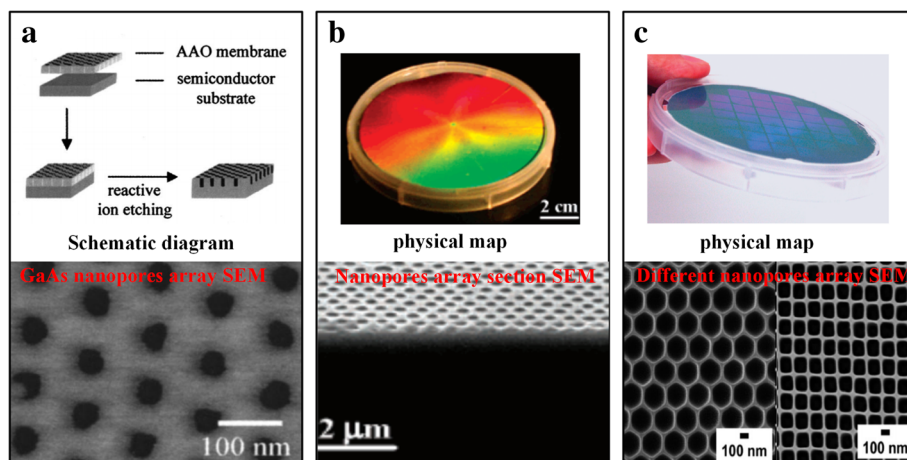 a
AAO membrane
semiconductor
substrate
reactive
ion etching
Schematic diagram
GaAs nanopores array SEM
100 nm
b
2 cm
physical map
Nanopores array section SEM
2 μm
c
physical map
Different nanopores array SEM
100 nm
100 nm